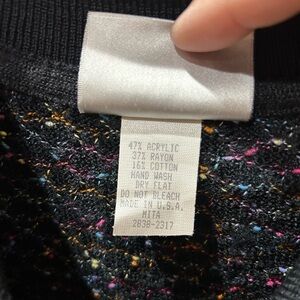 47% ACRYLIC
37% RAYON
16% COTTON
HAND WASH
DRY FLAT
DO NOT BLEACH
MADE IN U.S.A.
MITA
2838-2317